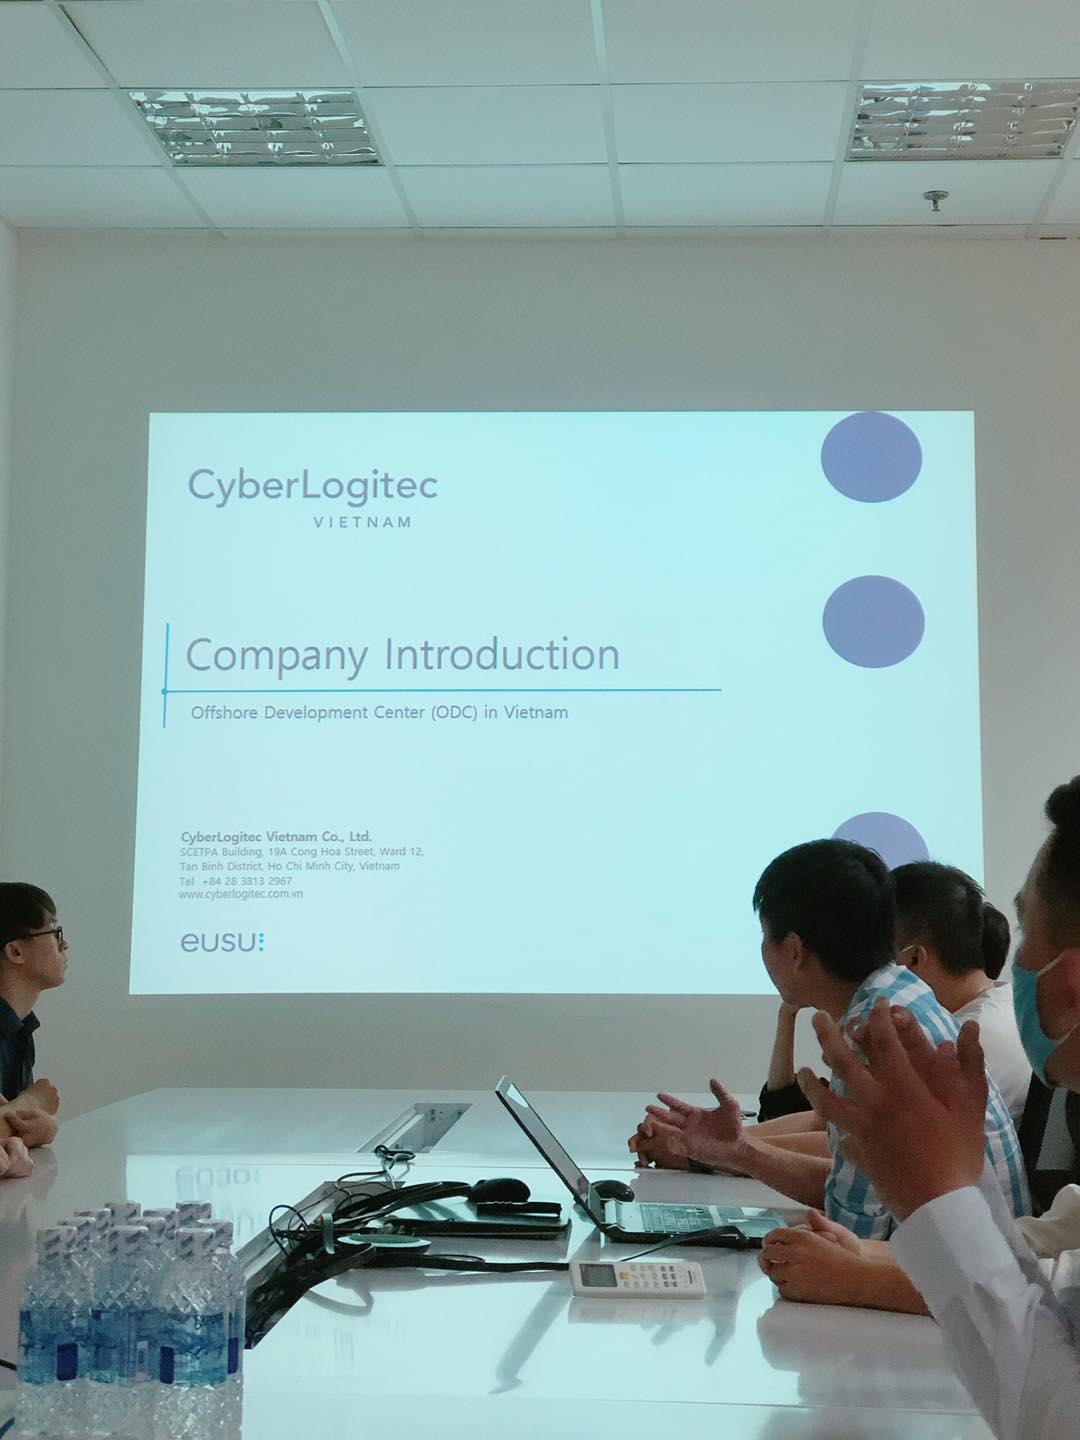 CyberLogitec
VIETNAM
Company Introduction
Offshore Development Center (ODC) in Vietnam
CyberLogitec Vietnam Co., Ltd.
SCETPA Building, 19A Cong Hoa Street, Ward 12,
Tan Binh District, Ho Chi Minh City, Vietnam
Tel +84 28 3813 2967
www.cyberlogitec.com.vn
eusu